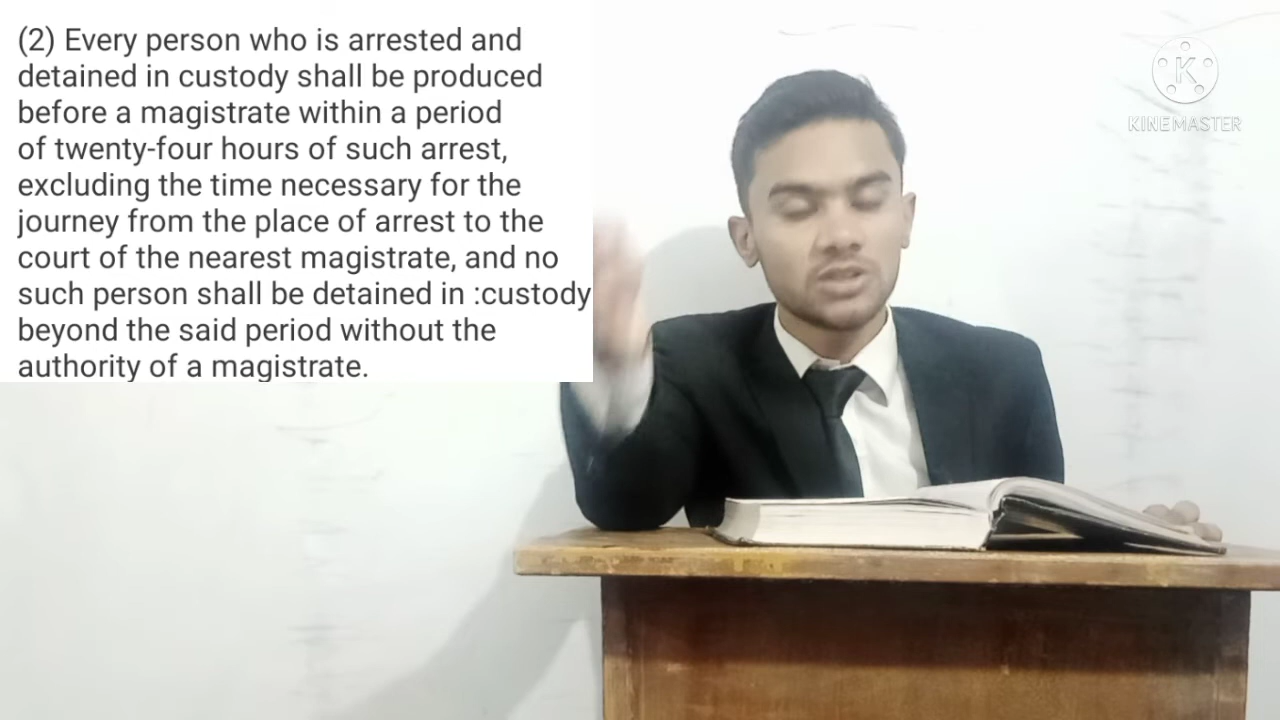 (2) Every person who is arrested and
detained in custody shall be produced
before a magistrate within a period
of twenty-four hours of such arrest,
excluding the time necessary for the
journey from the place of arrest to the
court of the nearest magistrate, and no
such person shall be detained in :custody
beyond the said period without the
authority of a magistrate.
K
KINEMASTER